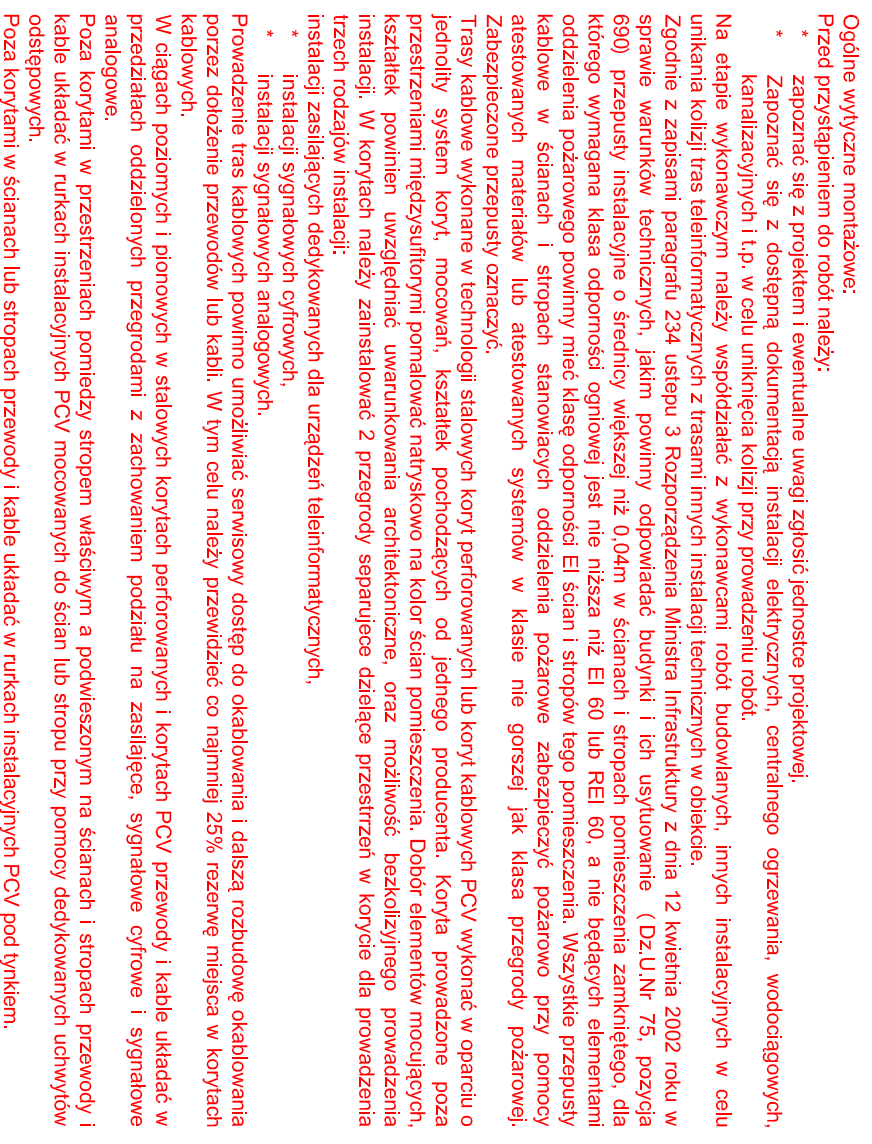 Ogólne wytyczne montażowe:
Przed przystąpieniem do robót należy:
* zapoznać się z projektem i ewentualne uwagi zgłosić jednostce projektowej,
* Zapoznać się z dostępną dokumentacją instalacji elektrycznych, centralnego ogrzewania, wodociągowych,
kanalizacyjnych i t.p. w celu uniknięcia kolizji przy prowadzeniu robót.
Na etapie wykonawczym należy współdziałać z wykonawcami robót budowlanych, innych instalacyjnych w celu
unikania kolizji tras teleinformatycznych z trasami innych instalacji technicznych w obiekcie.
Zgodnie z zapisami paragrafu 234 ustepu 3 Rozporządzenia Ministra Infrastruktury z dnia 12 kwietnia 2002 roku w
sprawie warunków technicznych, jakim powinny odpowiadać budynki i ich usytuowanie ( Dz.U.Nr 75, pozycja
690) przepusty instalacyjne o średnicy większej niż 0,04m w ścianach i stropach pomieszczenia zamkniętego, dla
którego wymagana klasa odporności ogniowej jest nie niższa niż EI 60 lub REI 60, a nie będących elementami
oddzielenia pożarowego powinny mieć klasę odporności EI ścian i stropów tego pomieszczenia. Wszystkie przepusty
kablowe w ścianach i stropach stanowiacych oddzielenia pożarowe zabezpieczyć pożarowo przy pomocy
atestowanych materiałów lub atestowanych systemów w klasie nie gorszej jak klasa przegrody pożarowej.
Zabezpieczone przepusty oznaczyć.
Trasy kablowe wykonane w technologii stalowych koryt perforowanych lub koryt kablowych PCV wykonać w oparciu o
jednolity system koryt, mocowań, kształtek pochodzących od jednego producenta. Koryta prowadzone poza
przestrzeniami międzysufitorymi pomalować natryskowo na kolor ścian pomieszczenia. Dobór elementów mocujących,
kształtek powinien uwzględniać uwarunkowania architektoniczne, oraz możliwość bezkolizyjnego prowadzenia
instalacji. W korytach należy zainstalować 2 przegrody separujece dzielące przestrrzeń w korycie dla prowadzenia
trzech rodzajów instalacji:
instalacji zasilających dedykowanych dla urządzeń teleinformatycznych,
* instalacji sygnałowych cyfrowych,
* instalacji sygnałowych analogowych.
Prowadzenie tras kablowych powinno umożliwiać serwisowy dostęp do okablowania i dalszą rozbudowę okablowania
porzez dołożenie przewodów lub kabli. W tym celu należy przewidzieć co najmniej 25% rezerwę miejsca w korytach
kablowych.
W ciągach poziomych i pionowych w stalowych korytach perforowanych i korytach PCV przewody i kable układać w
przedziałach oddzielonych przegrodami z zachowaniem podziału na zasilajęce, sygnałowe cyfrowe i sygnałowe
analogowe.
Poza korytami w przestrzeniach pomiedzy stropem właściwym a podwieszonym na ścianach i stropach przewody i
kable układać w rurkach instalacyjnych PCV mocowanych do ścian lub stropu przy pomocy dedykowanych uchwytów
odstępowych.
Poza korytami w ścianach lub stropach przewody i kable układać w rurkach instalacyjnych PCV pod tynkiem.